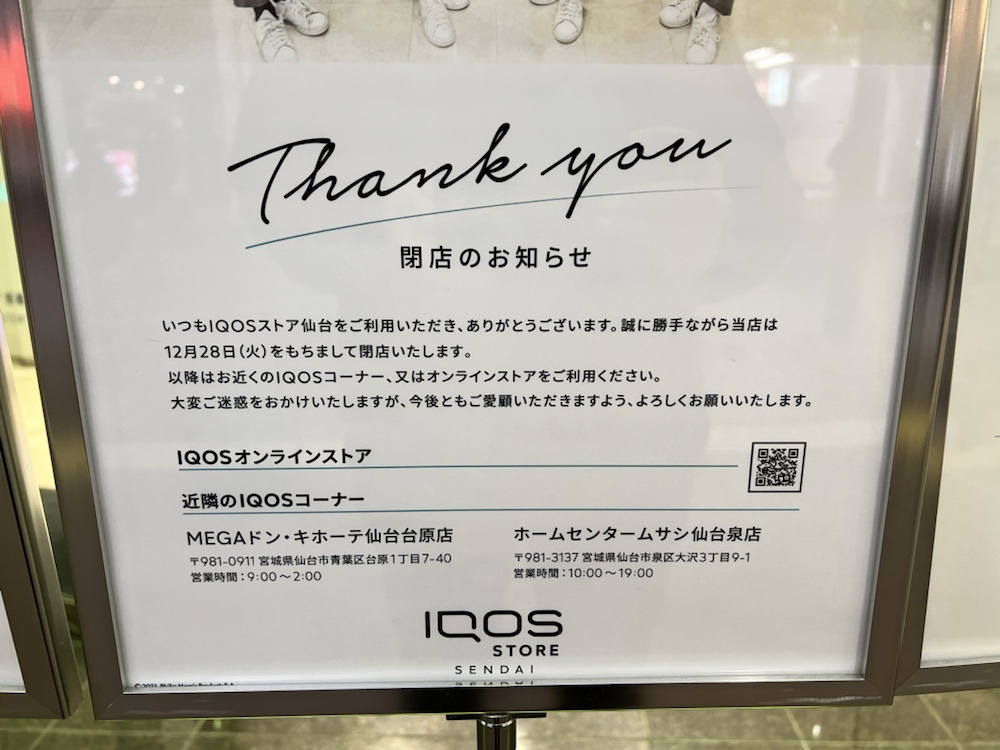 Thank you
閉店のお知らせ
いつもIQOSストア仙台をご利用いただき、ありがとうございます。誠に勝手ながら当店は
12月28日(火)をもちまして閉店いたします。
以降はお近くのIQOSコーナー、又はオンラインストアをご利用ください。
大変ご迷惑をおかけいたしますが、今後ともご愛顧いただきますよう、よろしくお願いいたします。
IQOSオンラインストア
近隣のIQOSコーナー
MEGAドン・キホーテ仙台台原店
〒981-0911 宮城県仙台市青葉区台原1丁目7-40
営業時間:9:00〜2:00
ホームセンタームサシ仙台泉店
〒981-3137 宮城県仙台市泉区大沢3丁目9-1
営業時間:10:00〜19:00
IQOS
STORE
SENDAI